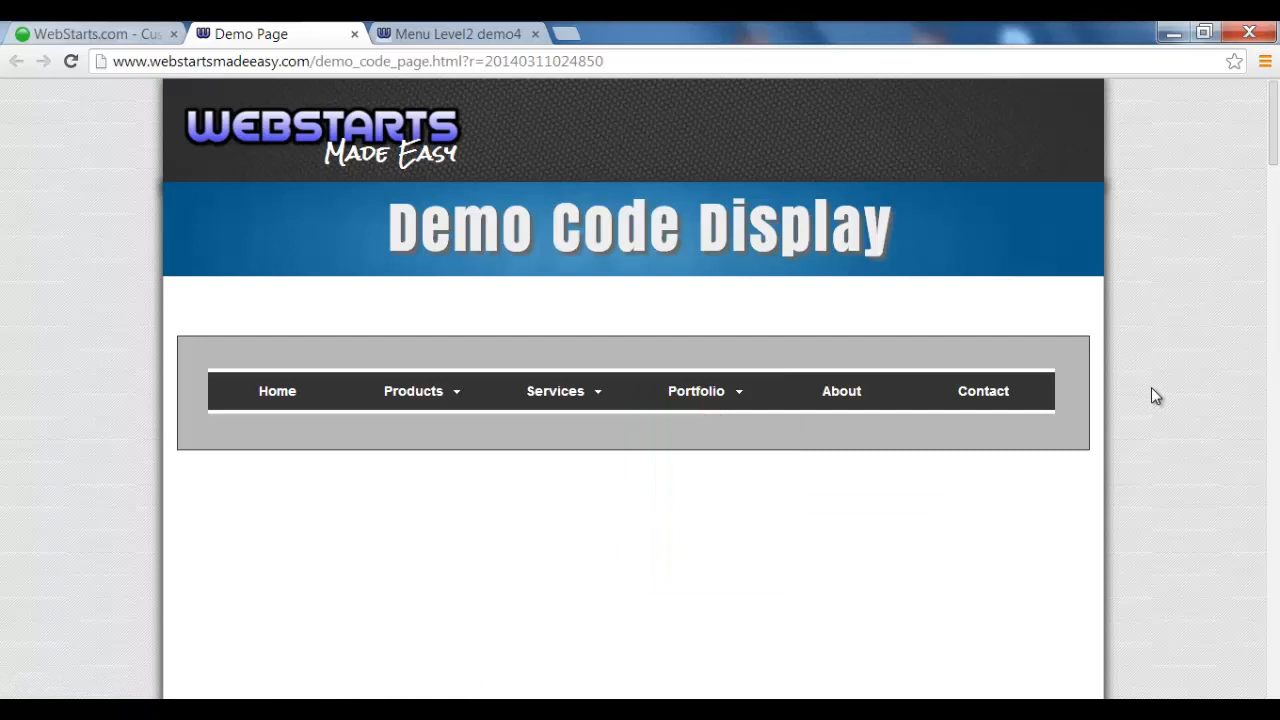 WebStarts.com - Cus
Demo Page
Menu Level2 demo4
www.webstartsmadeeasy.com/demo_code_page.html?r=20140311024850
WEBSTARTS
Made Easy
Demo Code Display
Home Products Services Portfolio About Contact